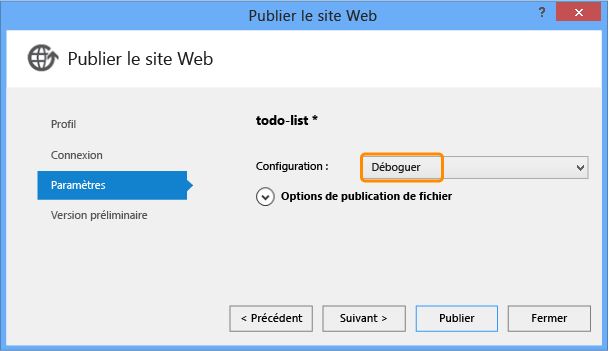 Publier le site Web
? ×
Publier le site Web
Profil
Connexion
Paramètres
Version préliminaire
todo-list *
Configuration : Déboguer
Options de publication de fichier
< Précédent Suivant > Publier Fermer